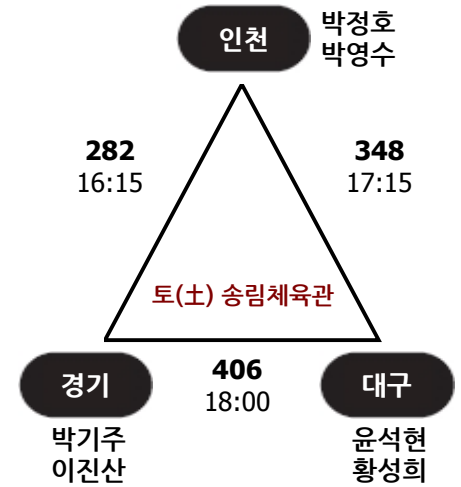 인천
박정호
박영수
282
16:15
348
17:15
토(土) 송림체육관
경기
406
18:00
대구
박기주
이진산
윤석현
황성희